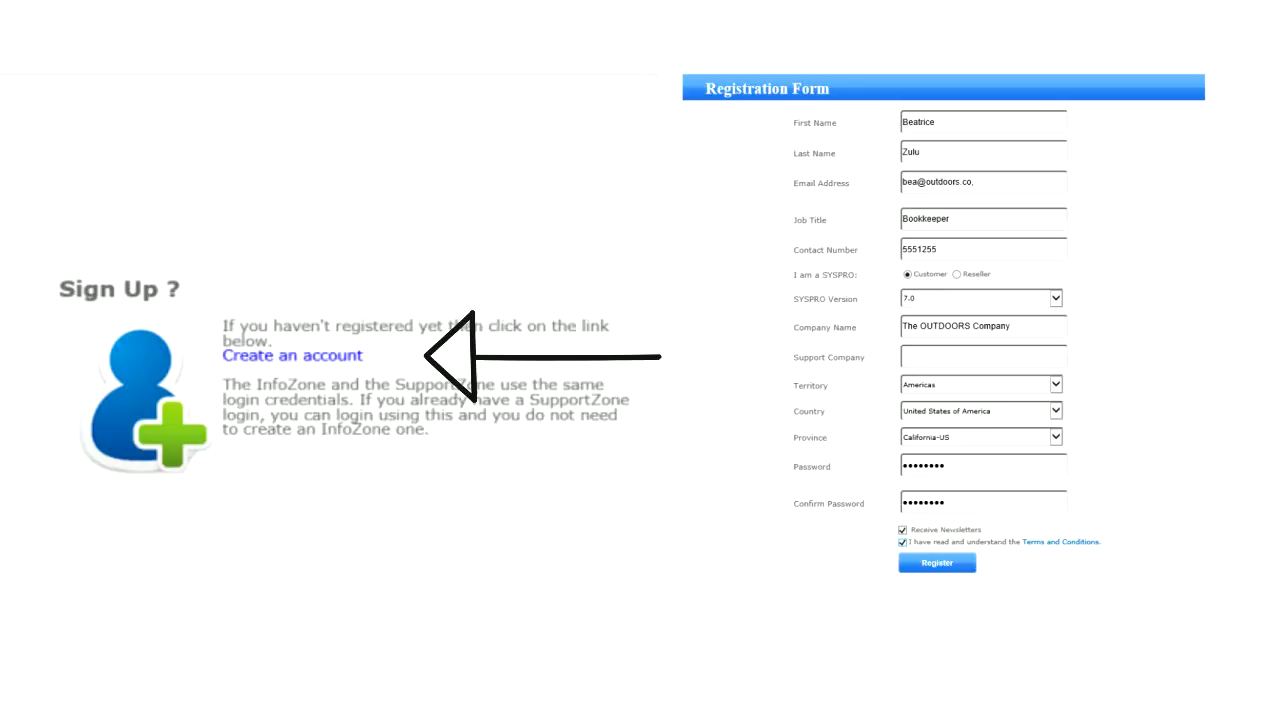 Sign Up ?
If you haven't registered yet then click on the link
below.
Create an account
The InfoZone and the SupportZone use the same
login credentials. If you already have a SupportZone
login, you can login using this and you do not need
to create an InfoZone one.
Registration Form
First Name Beatrice
Last Name Zulu
Email Address bea@outdoors.co,
Job Title Bookkeeper
Contact Number 5551255
I am a SYSPRO: Customer Reseller
SYSPRO Version 7.0
Company Name The OUTDOORS Company
Support Company
Territory Americas
Country United States of America
Province California-US
Password ••••••••
Confirm Password ••••••••
Receive Newsletters
I have read and understand the Terms and Conditions.
Register